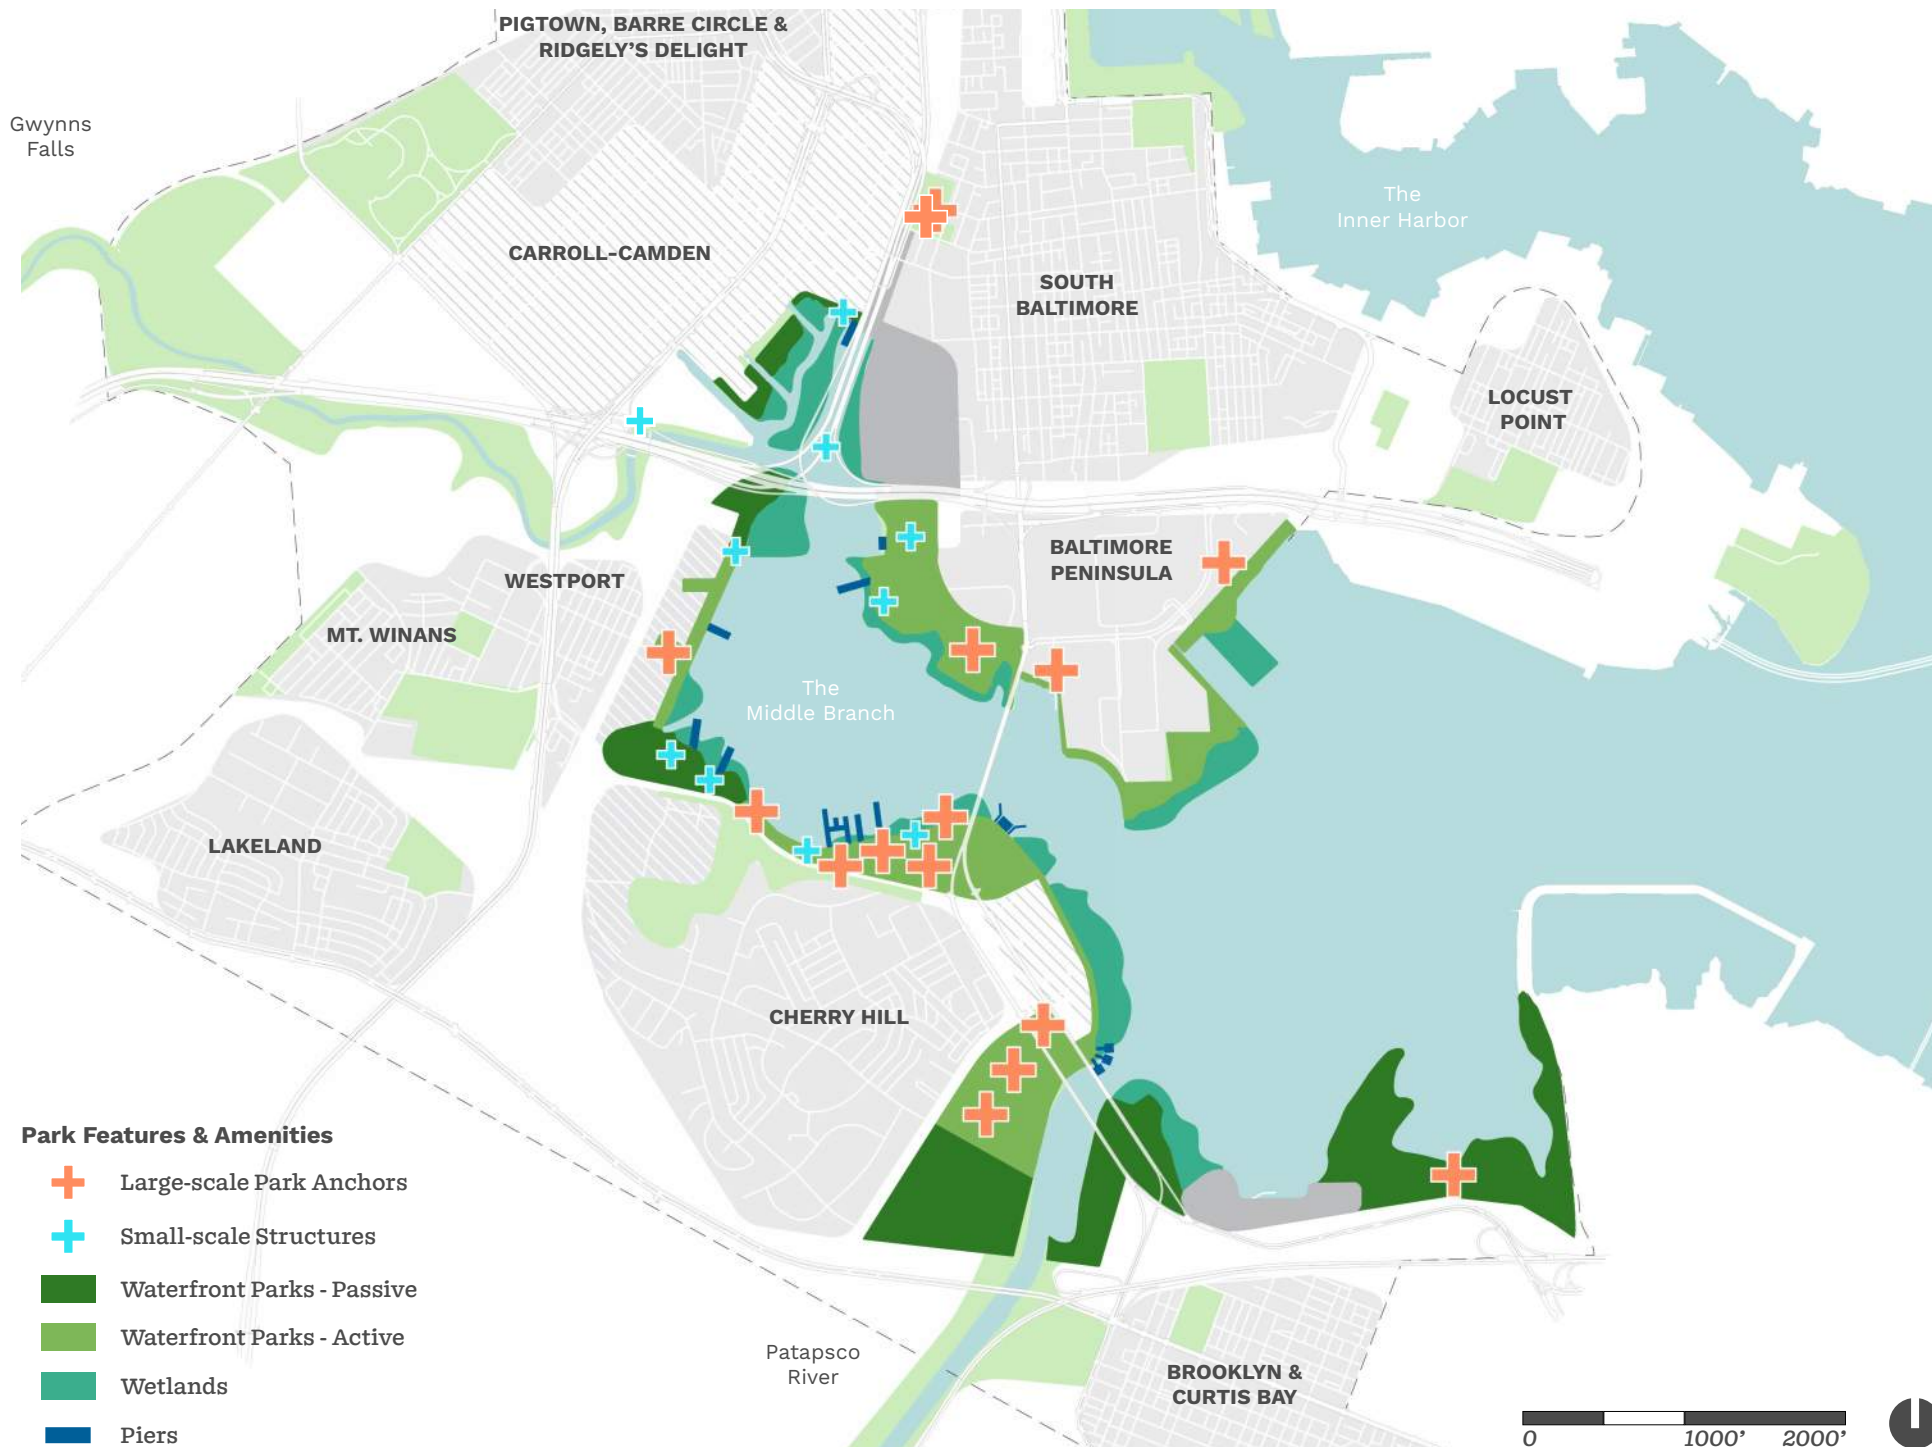 PIGTOWN, BARRE CIRCLE &
RIDGELY'S DELIGHT
Gwynns
Falls
The
Inner Harbor
CARROLL-CAMDEN
SOUTH
BALTIMORE
LOCUST
POINT
BALTIMORE
PENINSULA
WESTPORT
MT. WINANS
The
Middle Branch
LAKELAND
CHERRY HILL
Park Features & Amenities
Large-scale Park Anchors
Small-scale Structures
Waterfront Parks - Passive
Waterfront Parks - Active
Wetlands
Piers
Patapsco
River
BROOKLYN &
CURTIS BAY
0 1000’ 2000’